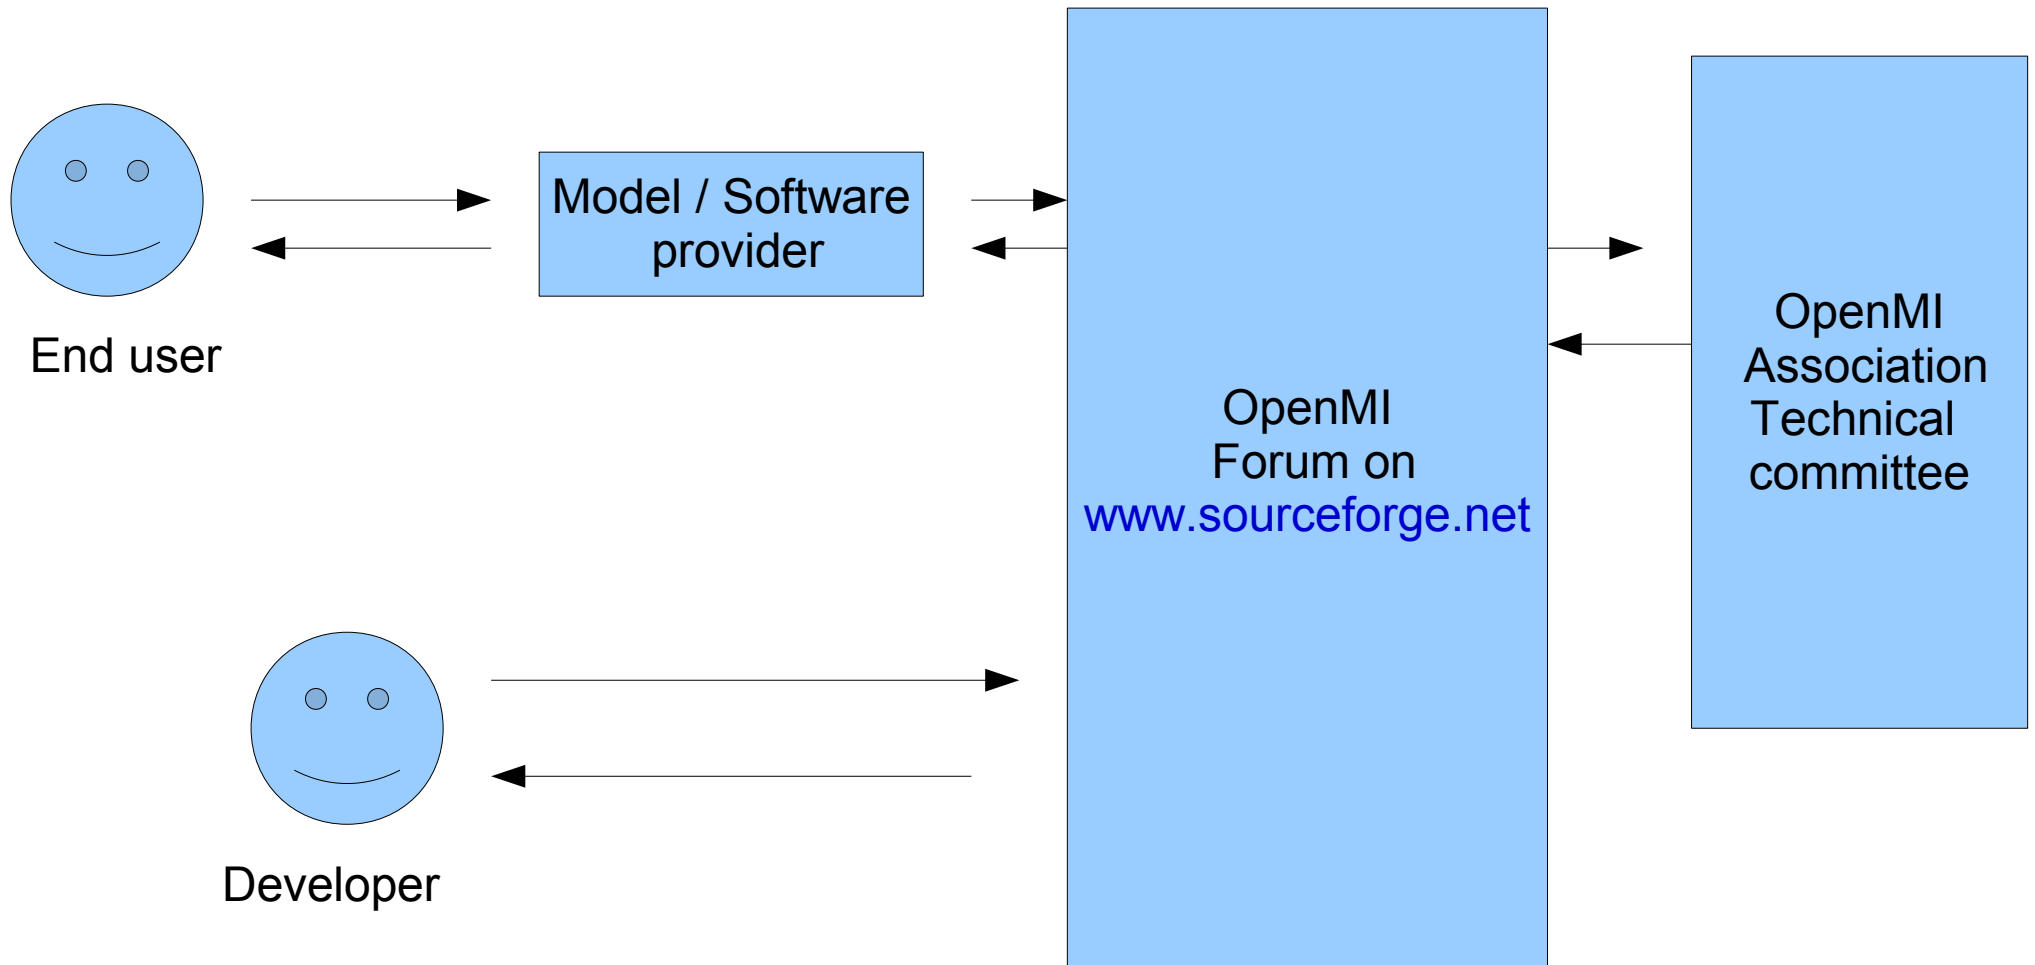 End user
Model / Software
provider
OpenMI
Forum on
www.sourceforge.net
OpenMI
Association
Technical
committee
Developer